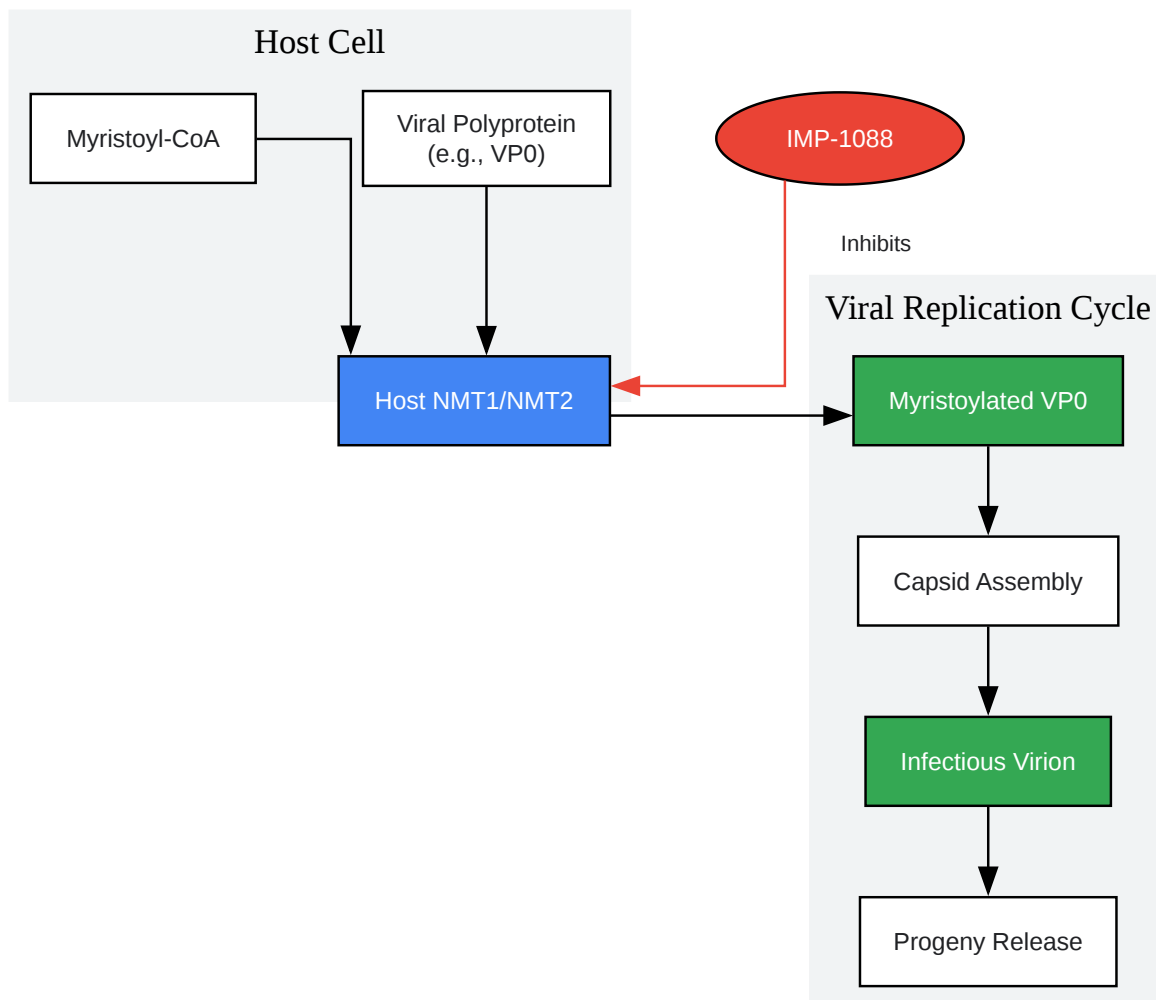 Host Cell
Myristoyl-CoA
Viral Polyprotein
(e.g., VP0)
IMP-1088
Inhibits
Viral Replication Cycle
Host NMT1/NMT2
Myristoylated VP0
Capsid Assembly
Infectious Virion
Progeny Release